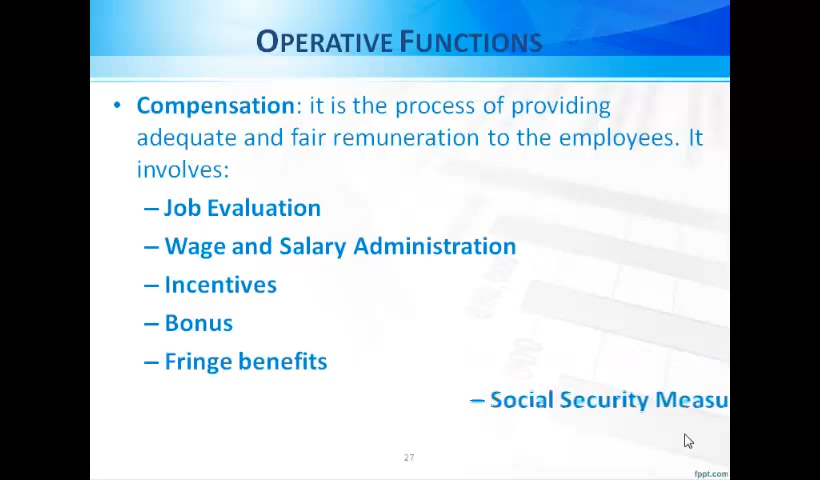 OPERATIVE FUNCTIONS
• Compensation: it is the process of providing
adequate and fair remuneration to the employees. It
involves:
– Job Evaluation
– Wage and Salary Administration
– Incentives
– Bonus
– Fringe benefits
– Social Security Measu
27
fppt.com